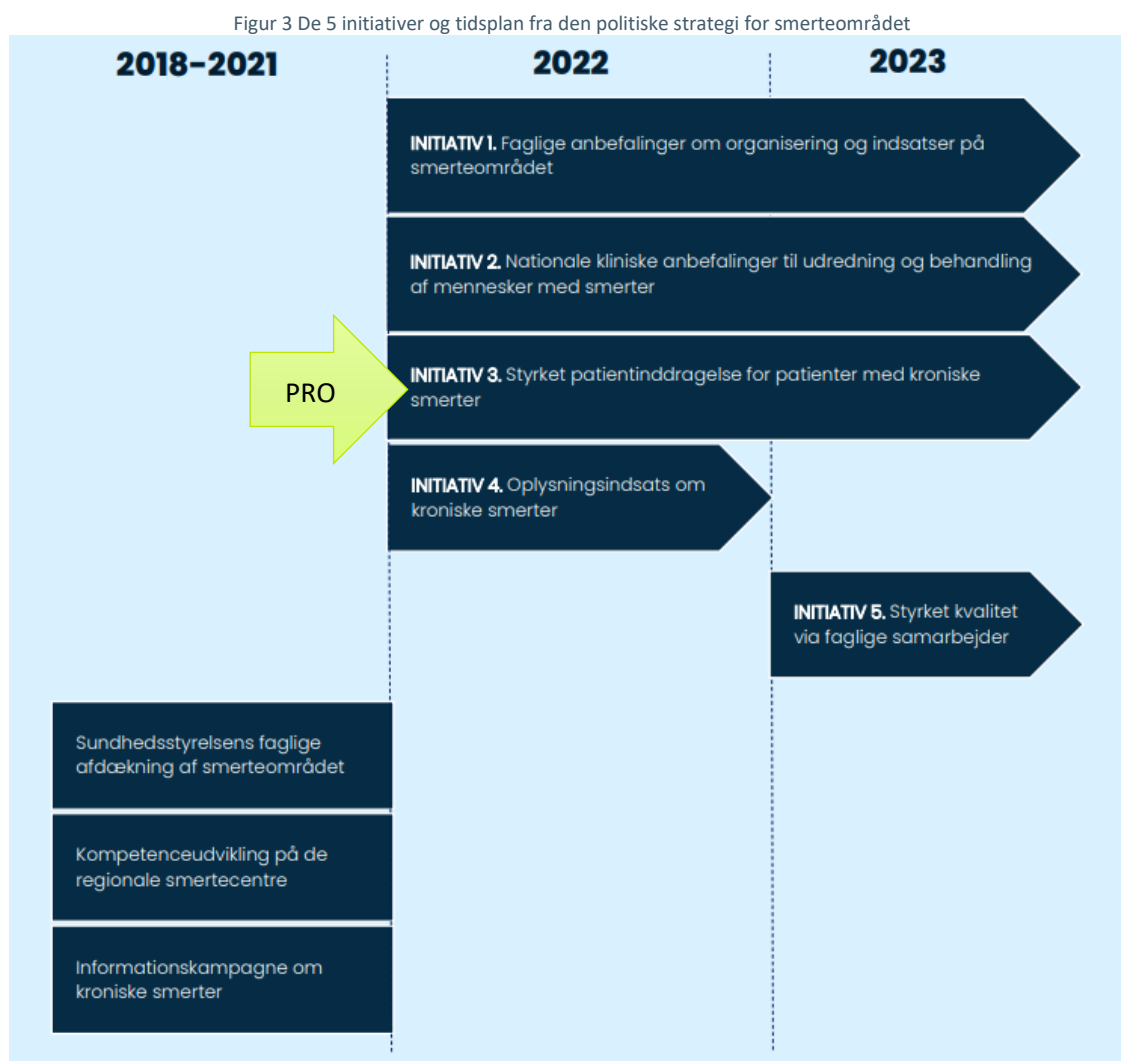 Figur 3 De 5 initiativer og tidsplan fra den politiske strategi for smerteområdet
2018-2021
2022
2023
INITIATIV 1. Faglige anbefalinger om organisering og indsatser på
smerteområdet
INITIATIV 2. Nationale kliniske anbefalinger til udredning og behandling
af mennesker med smerter
PRO
INITIATIV 3. Styrket patientinddragelse for patienter med kroniske
smerter
INITIATIV 4. Oplysningsindsats om
kroniske smerter
INITIATIV 5. Styrket kvalitet
via faglige samarbejder
Sundhedsstyrelsens faglige
afdækning af smerteområdet
Kompetenceudvikling på de
regionale smertecentre
Informationskampagne om
kroniske smerter